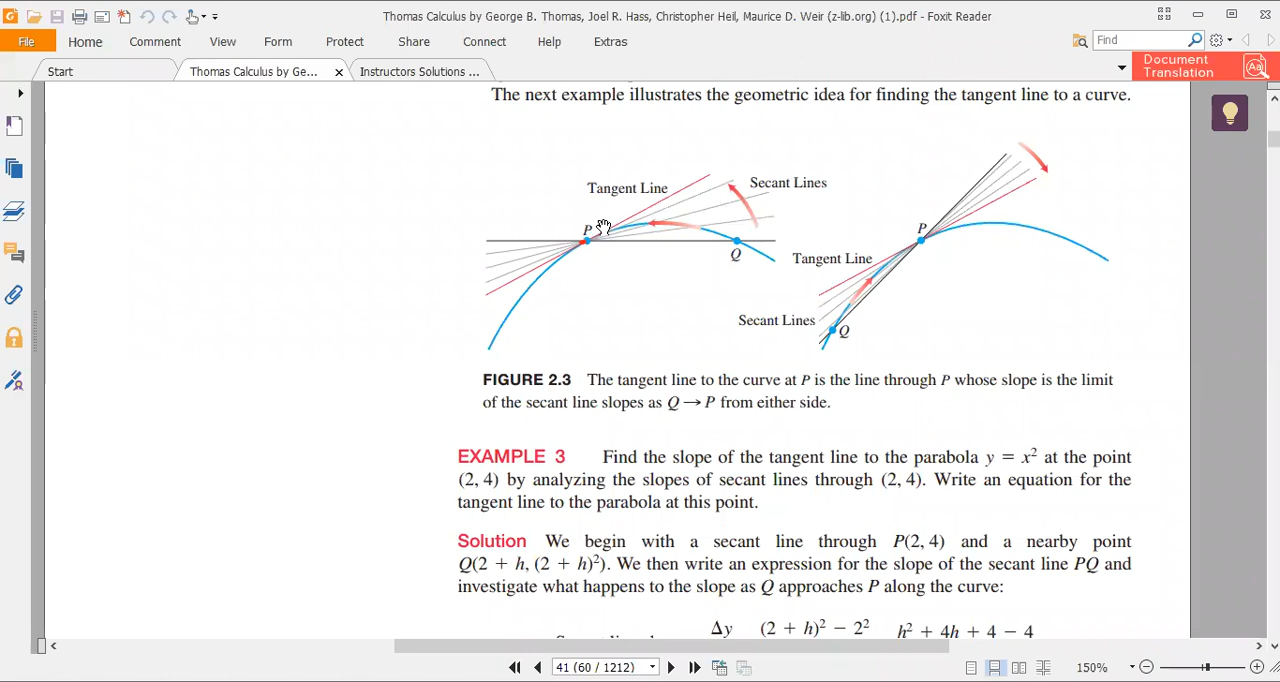 Thomas Calculus by George B. Thomas, Joel R. Hass, Christopher Heil, Maurice D. Weir (z-lib.org) (1).pdf - Foxit Reader
File Home Comment View Form Protect Share Connect Help Extras
Find
Document
Translation
Start Thomas Calculus by Ge... Instructors Solutions ...
The next example illustrates the geometric idea for finding the tangent line to a curve.
Tangent Line
Secant Lines
P
Q
P
Tangent Line
Secant Lines
Q
FIGURE 2.3 The tangent line to the curve at P is the line through P whose slope is the limit
of the secant line slopes as Q → P from either side.
EXAMPLE 3 Find the slope of the tangent line to the parabola y = x² at the point
(2, 4) by analyzing the slopes of secant lines through (2, 4). Write an equation for the
tangent line to the parabola at this point.
Solution We begin with a secant line through P(2, 4) and a nearby point
Q(2 + h, (2 + h)²). We then write an expression for the slope of the secant line PQ and
investigate what happens to the slope as Q approaches P along the curve:
Δy (2 + h)² − 2² h² + 4h + 4 − 4
41 (60 / 1212)
150%